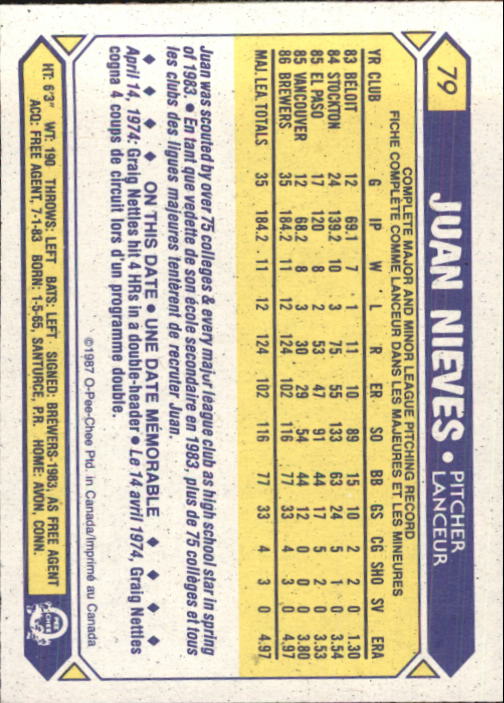 79
JUAN NIEVES • PITCHER
LANCEUR
COMPLETE MAJOR AND MINOR LEAGUE PITCHING RECORD
FICHE COMPLÈTE COMME LANCEUR DANS LES MAJEURES ET LES MINEURES
YR CLUB G IP W L R ER SO BB GS CG SHO SV ERA
83 BELOIT 12 69.1 7 1 11 10 89 15 10 2 2 0 1.30
84 STOCKTON 24 139.2 10 3 75 55 133 63 24 5 1 0 3.54
85 EL PASO 17 120 8 2 53 47 91 44 17 5 2 0 3.53
85 VANCOUVER 12 68.2 8 3 30 29 54 44 12 0 0 0 3.80
86 BREWERS 35 184.2 11 12 124 102 116 77 33 4 3 0 4.97
MAJ. LEA. TOTALS 35 184.2 11 12 124 102 116 77 33 4 3 0 4.97
Juan was scouted by over 75 colleges & every major league club as high school star in spring
of 1983. • En tant que vedette de son école secondaire en 1983, plus de 75 collèges et tous
les clubs des ligues majeures tentèrent de recruter Juan.
♦ ♦ ♦ ♦ ON THIS DATE • UNE DATE MÉMORABLE ♦ ♦ ♦ ♦
April 14, 1974: Graig Nettles hit 4 HRs in a double-header • Le 14 avril 1974, Graig Nettles
cogna 4 coups de circuit lors d'un programme double.
©1987 O-Pee-Chee Ptd. in Canada/Imprimé au Canada
HT: 6'3" WT: 190 THROWS: LEFT BATS: LEFT SIGNED: BREWERS-1983, AS FREE AGENT
ACQ: FREE AGENT, 7-1-83 BORN: 1-5-65, SANTURCE, P.R. HOME: AVON, CONN.
O
PEE
CHEE